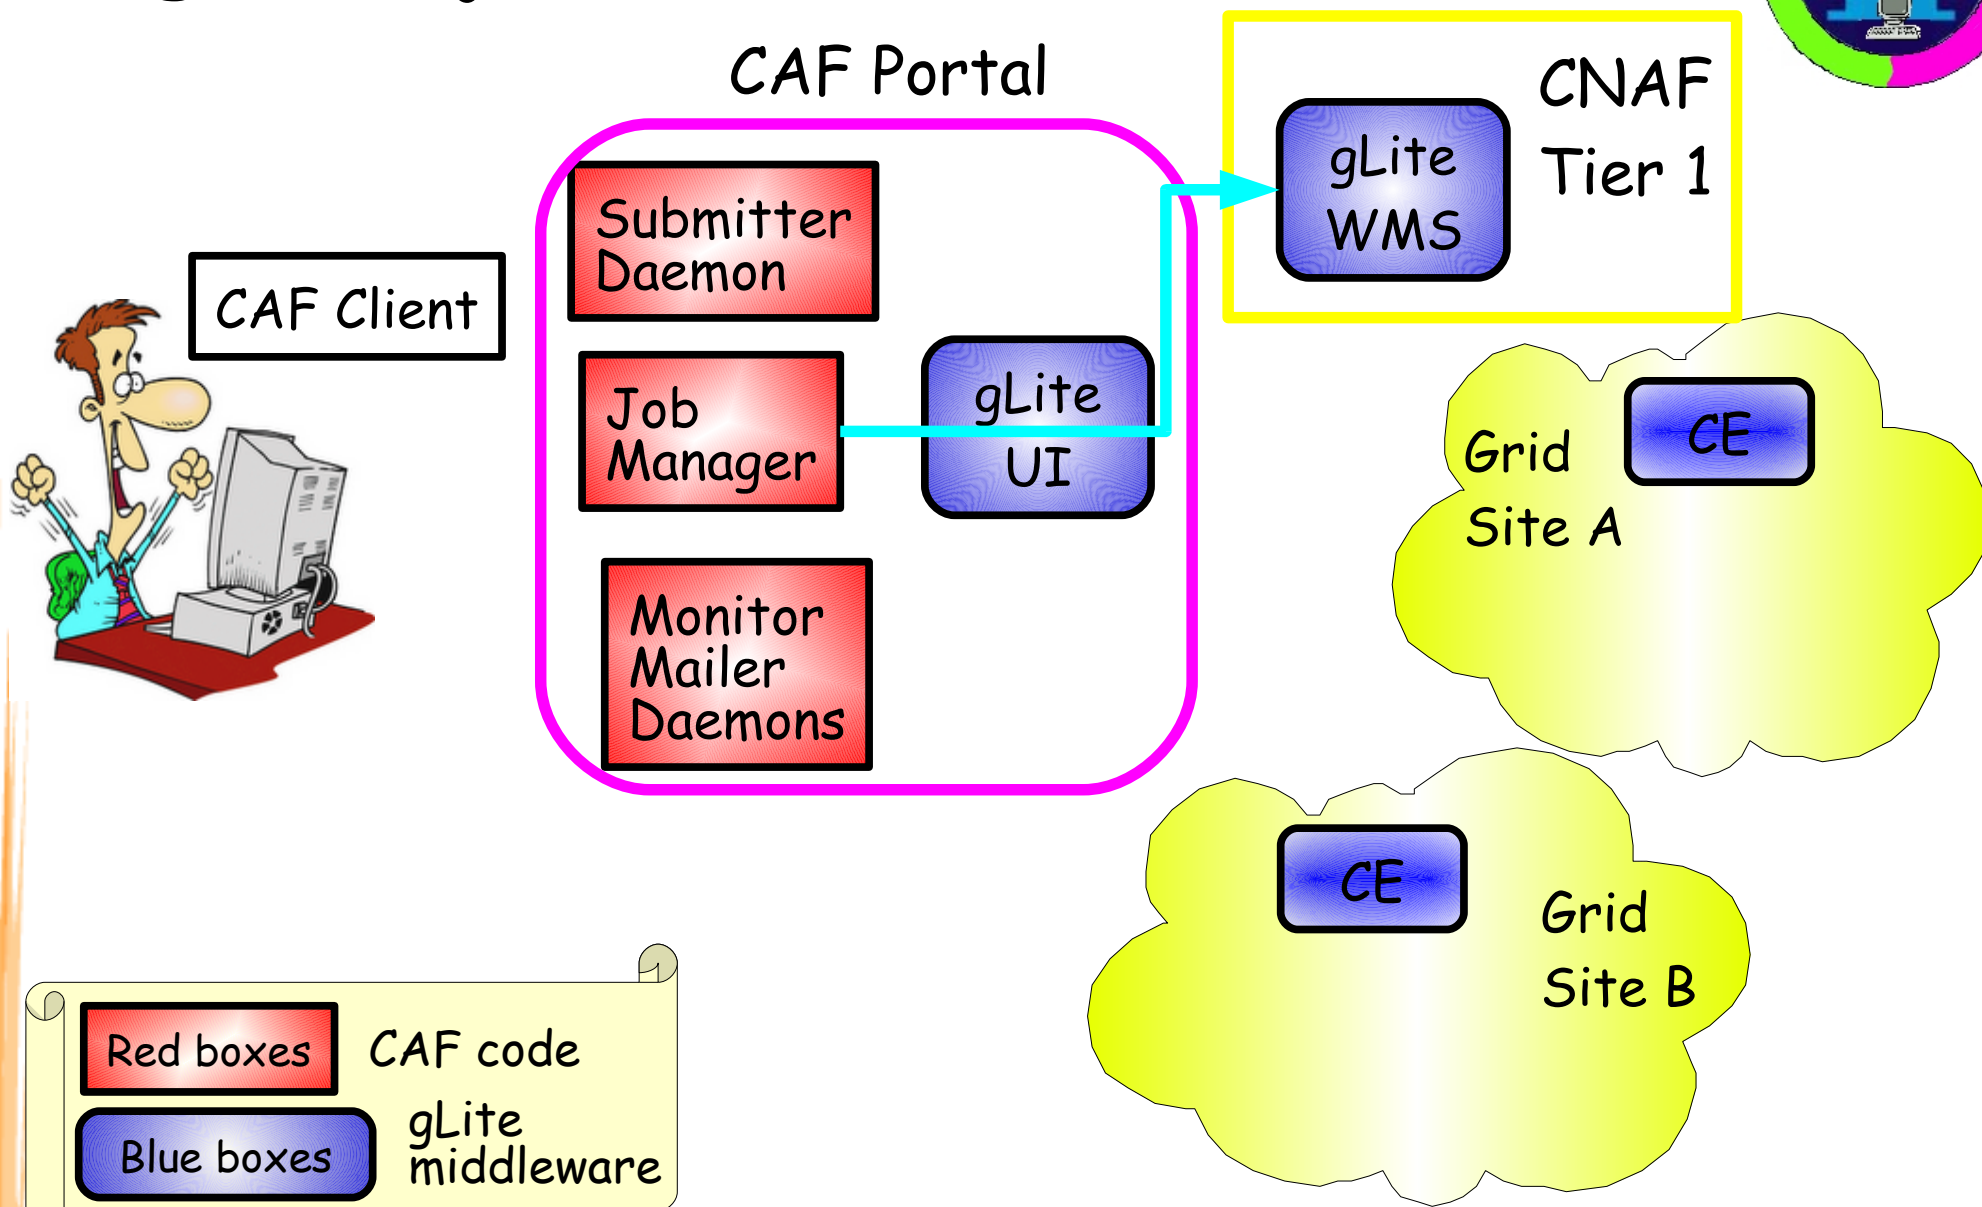 CAF Portal
CNAF
Tier 1
gLite
WMS
Submitter
Daemon
CAF Client
Job
Manager
gLite
UI
Grid
Site A
CE
Monitor
Mailer
Daemons
CE
Grid
Site B
Red boxes
CAF code
Blue boxes
gLite
middleware